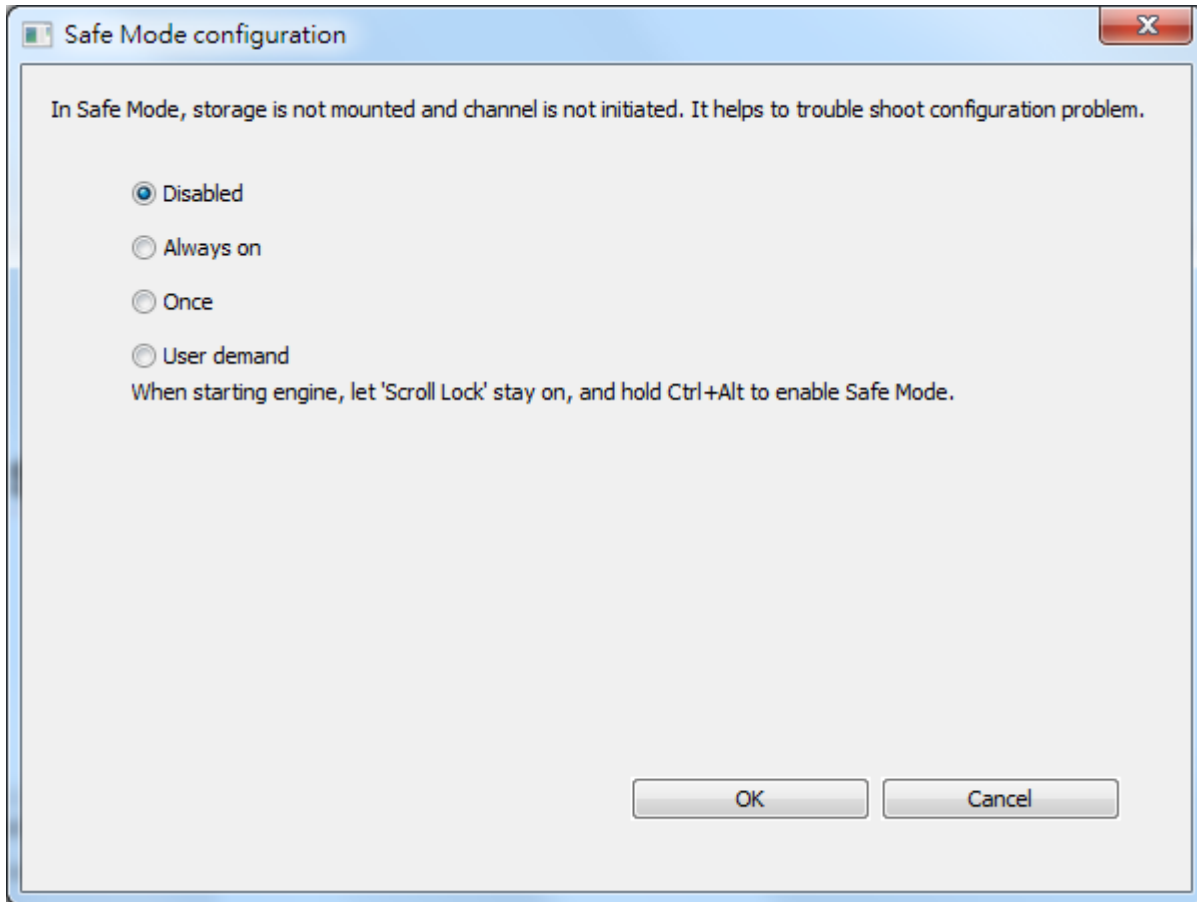 Safe Mode configuration
In Safe Mode, storage is not mounted and channel is not initiated. It helps to trouble shoot configuration problem.
Disabled
Always on
Once
User demand
When starting engine, let 'Scroll Lock' stay on, and hold Ctrl+Alt to enable Safe Mode.
OK Cancel